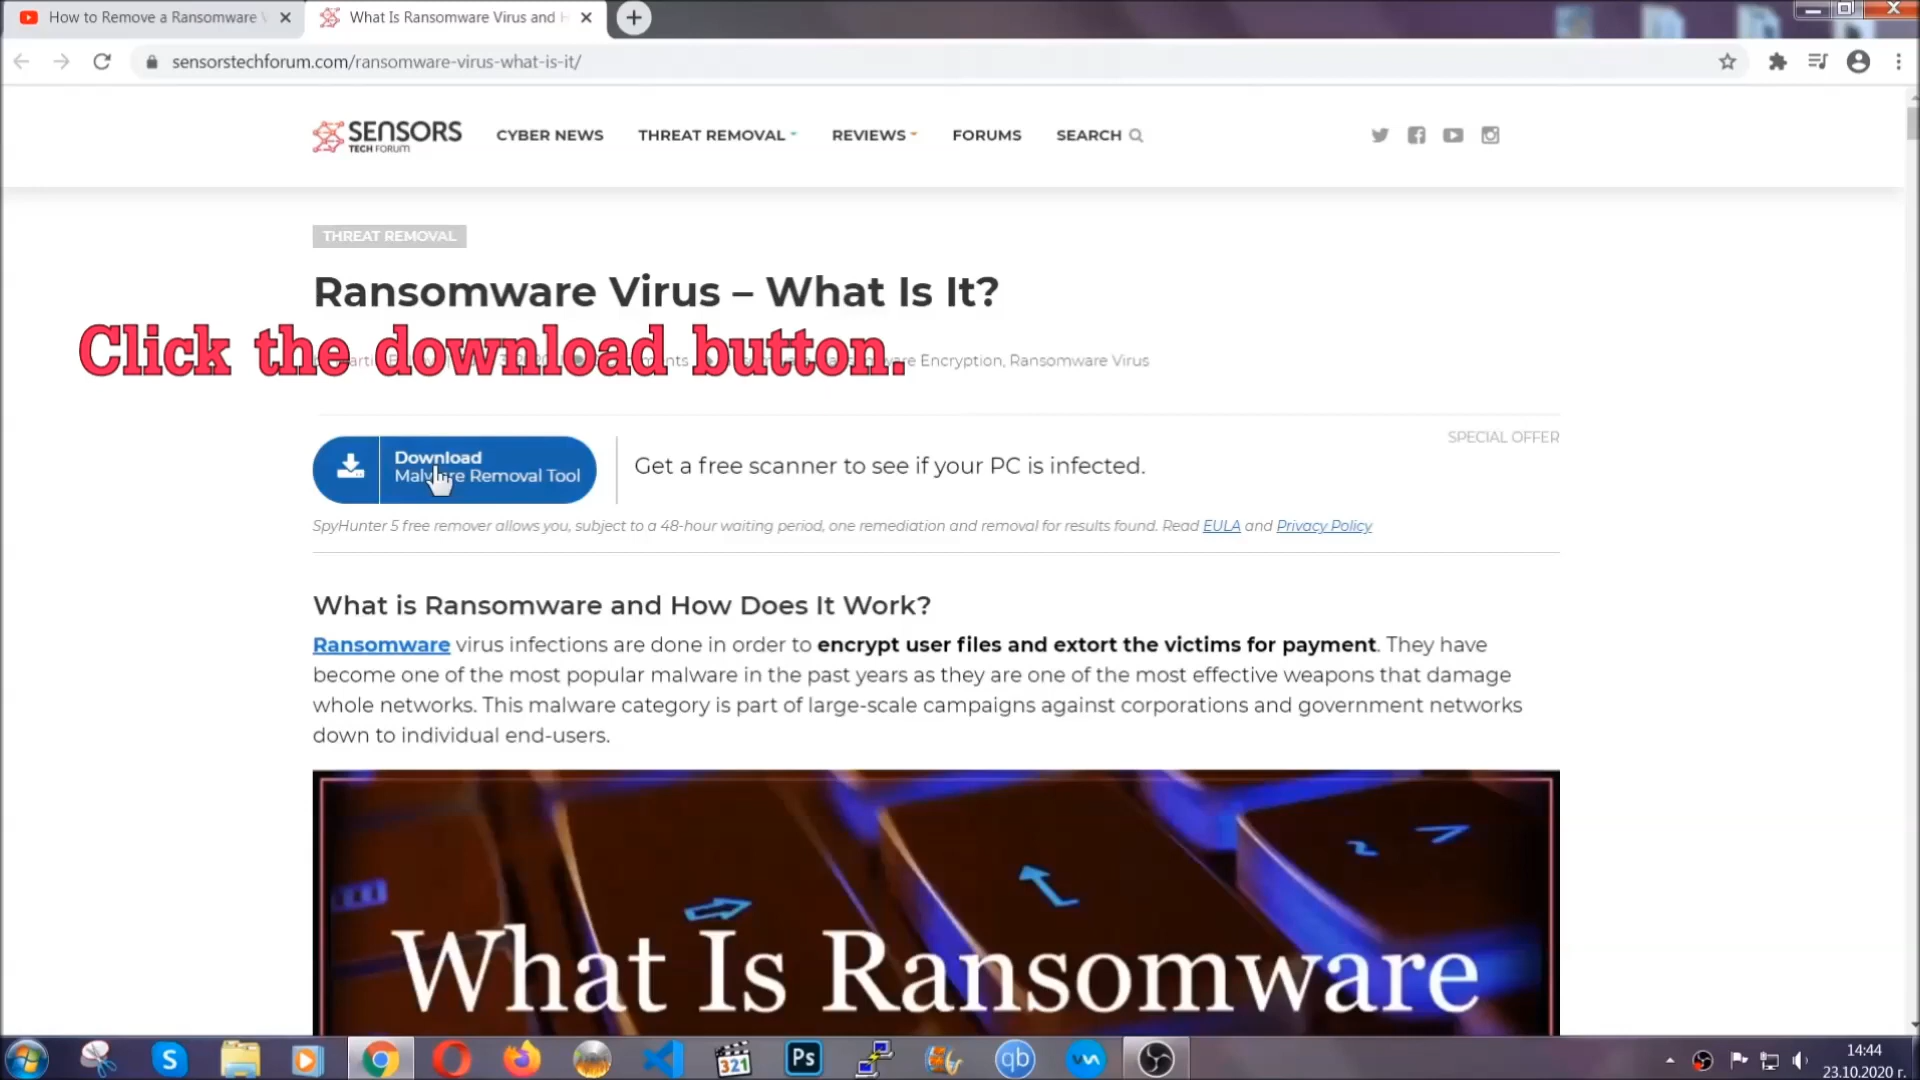 How to Remove a Ransomware V
What Is Ransomware Virus and H
sensorstechforum.com/ransomware-virus-what-is-it/
SENSORS
TECH FORUM
CYBER NEWS
THREAT REMOVAL
REVIEWS
FORUMS
SEARCH
THREAT REMOVAL
Ransomware Virus – What Is It?
Click the download button.
Encryption, Ransomware Virus
SPECIAL OFFER
Download
Malware Removal Tool
Get a free scanner to see if your PC is infected.
SpyHunter 5 free remover allows you, subject to a 48-hour waiting period, one remediation and removal for results found. Read EULA and Privacy Policy
What is Ransomware and How Does It Work?
Ransomware virus infections are done in order to encrypt user files and extort the victims for payment. They have
become one of the most popular malware in the past years as they are one of the most effective weapons that damage
whole networks. This malware category is part of large-scale campaigns against corporations and government networks
down to individual end-users.
What Is Ransomware
S
321
Ps
qb
14:44
23.10.2020 г.